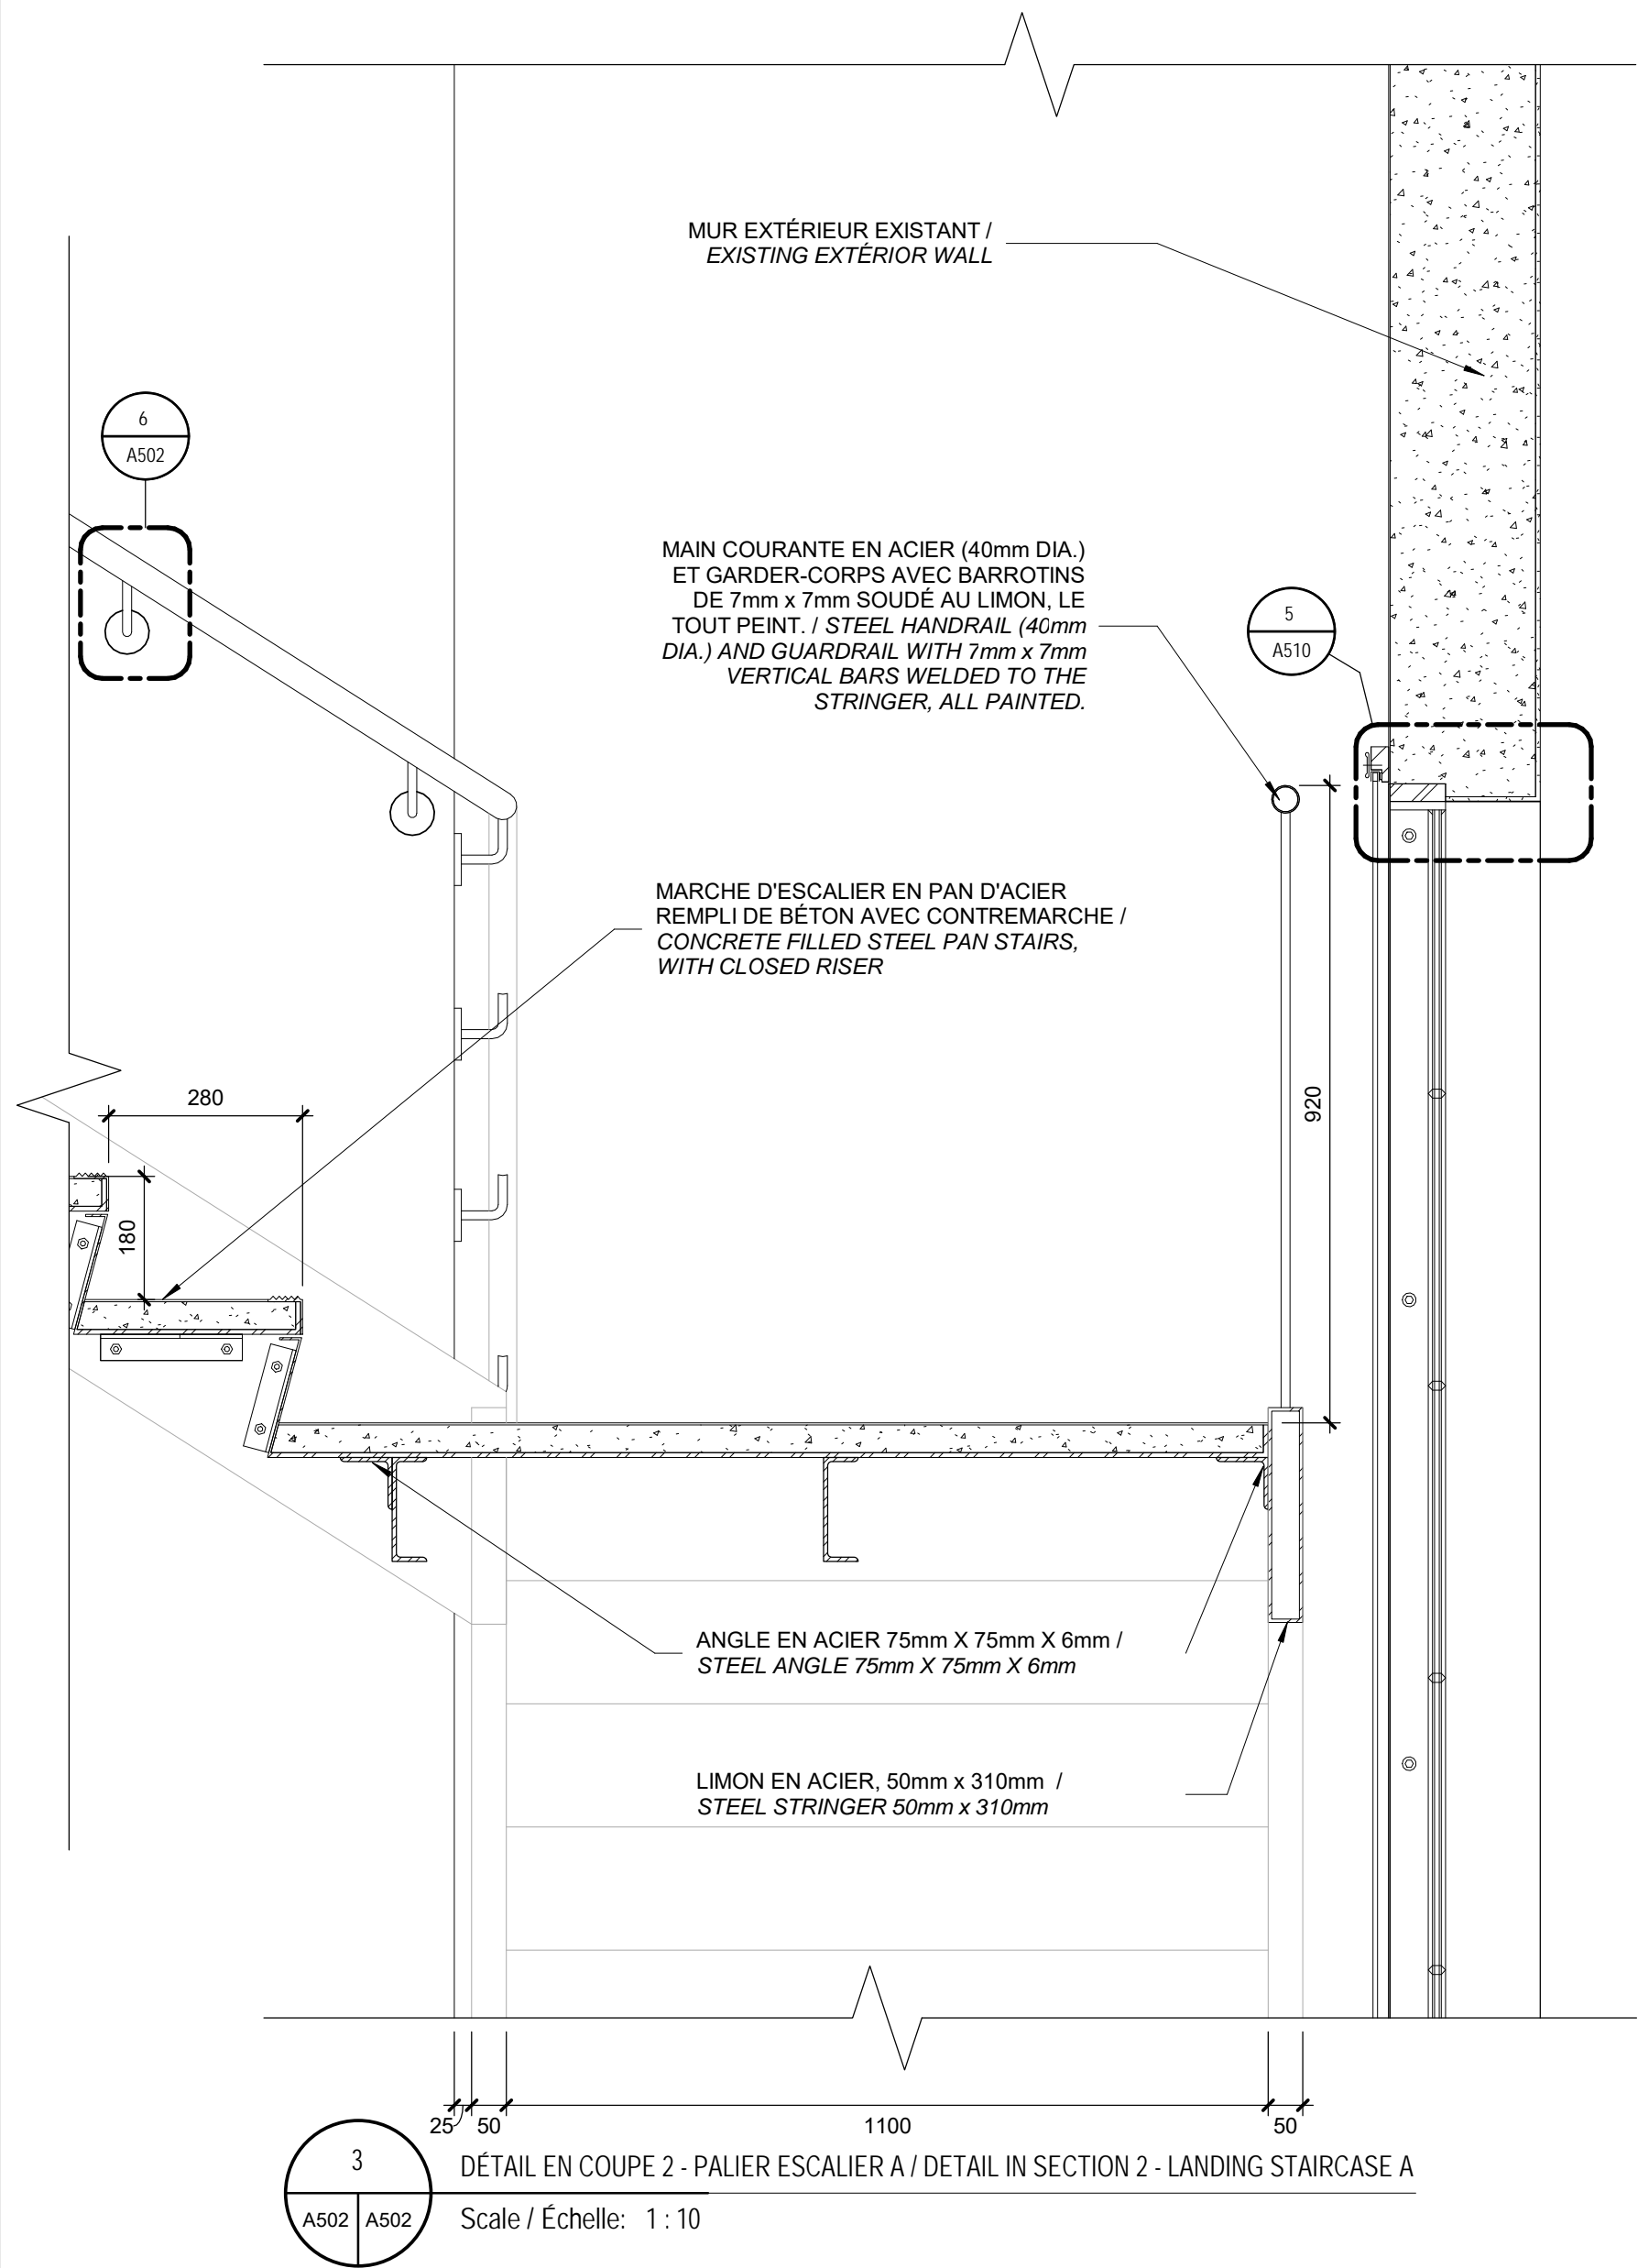 MUR EXTÉRIEUR EXISTANT /
EXISTING EXTÉRIOR WALL
6
A502
MAIN COURANTE EN ACIER (40mm DIA.)
ET GARDER-CORPS AVEC BARROTINS
DE 7mm x 7mm SOUDÉ AU LIMON, LE
TOUT PEINT. / STEEL HANDRAIL (40mm
DIA.) AND GUARDRAIL WITH 7mm x 7mm
VERTICAL BARS WELDED TO THE
STRINGER, ALL PAINTED.
5
A510
MARCHE D'ESCALIER EN PAN D'ACIER
REMPLI DE BÉTON AVEC CONTREMARCHE /
CONCRETE FILLED STEEL PAN STAIRS,
WITH CLOSED RISER
280
920
180
ANGLE EN ACIER 75mm X 75mm X 6mm /
STEEL ANGLE 75mm X 75mm X 6mm
LIMON EN ACIER, 50mm x 310mm /
STEEL STRINGER 50mm x 310mm
25 50 1100 50
3
A502 A502
DÉTAIL EN COUPE 2 - PALIER ESCALIER A / DETAIL IN SECTION 2 - LANDING STAIRCASE A
Scale / Échelle: 1 : 10